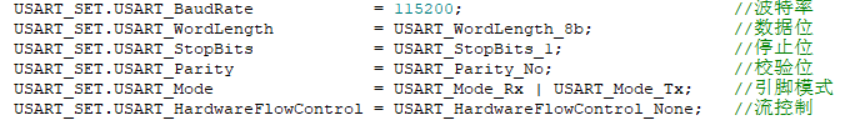 USART_SET.USART_BaudRate = 115200; //波特率
USART_SET.USART_WordLength = USART_WordLength_8b; //数据位
USART_SET.USART_StopBits = USART_StopBits_1; //停止位
USART_SET.USART_Parity = USART_Parity_No; //校验位
USART_SET.USART_Mode = USART_Mode_Rx | USART_Mode_Tx; //引脚模式
USART_SET.USART_HardwareFlowControl = USART_HardwareFlowControl_None; //流控制